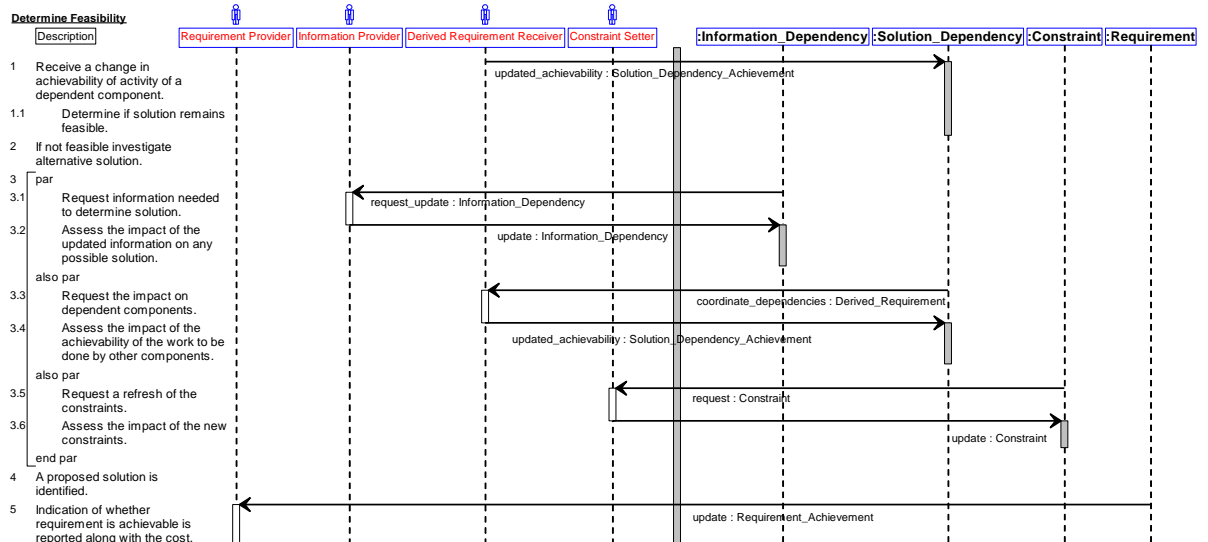 Determine Feasibility
Description
Requirement Provider
Information Provider
Derived Requirement Receiver
Constraint Setter
:Information_Dependency
:Solution_Dependency
:Constraint
:Requirement
1 Receive a change in
achievability of activity of a
dependent component.
updated_achievability : Solution_Dependency_Achievement
1.1 Determine if solution remains
feasible.
2 If not feasible investigate
alternative solution.
3 par
3.1 Request information needed
to determine solution.
request_update : Information_Dependency
3.2 Assess the impact of the
updated information on any
possible solution.
update : Information_Dependency
also par
3.3 Request the impact on
dependent components.
coordinate_dependencies : Derived_Requirement
3.4 Assess the impact of the
achievability of the work to be
done by other components.
updated_achievability : Solution_Dependency_Achievement
also par
3.5 Request a refresh of the
constraints.
request : Constraint
3.6 Assess the impact of the new
constraints.
update : Constraint
end par
4 A proposed solution is
identified.
5 Indication of whether
requirement is achievable is
reported along with the cost.
update : Requirement_Achievement